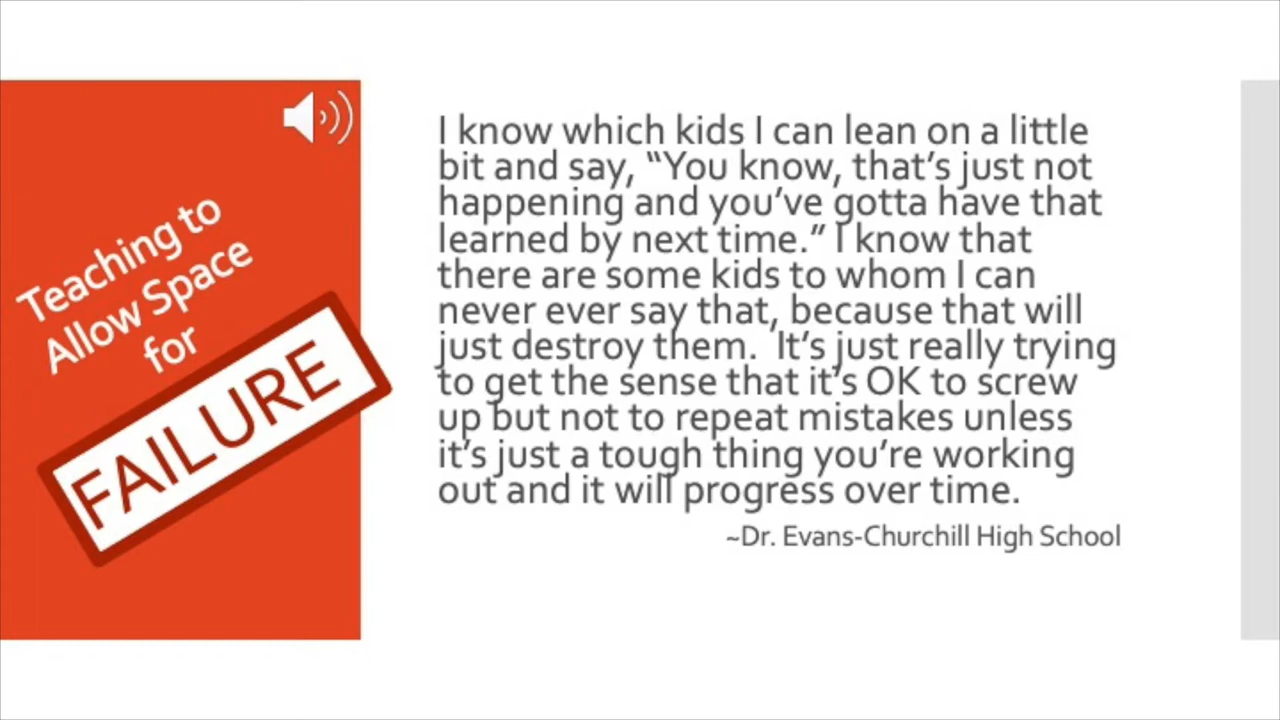 Teaching to
Allow Space
for
FAILURE
I know which kids I can lean on a little
bit and say, “You know, that’s just not
happening and you’ve gotta have that
learned by next time.” I know that
there are some kids to whom I can
never ever say that, because that will
just destroy them.  It’s just really trying
to get the sense that it’s OK to screw
up but not to repeat mistakes unless
it’s just a tough thing you’re working
out and it will progress over time.
~Dr. Evans-Churchill High School